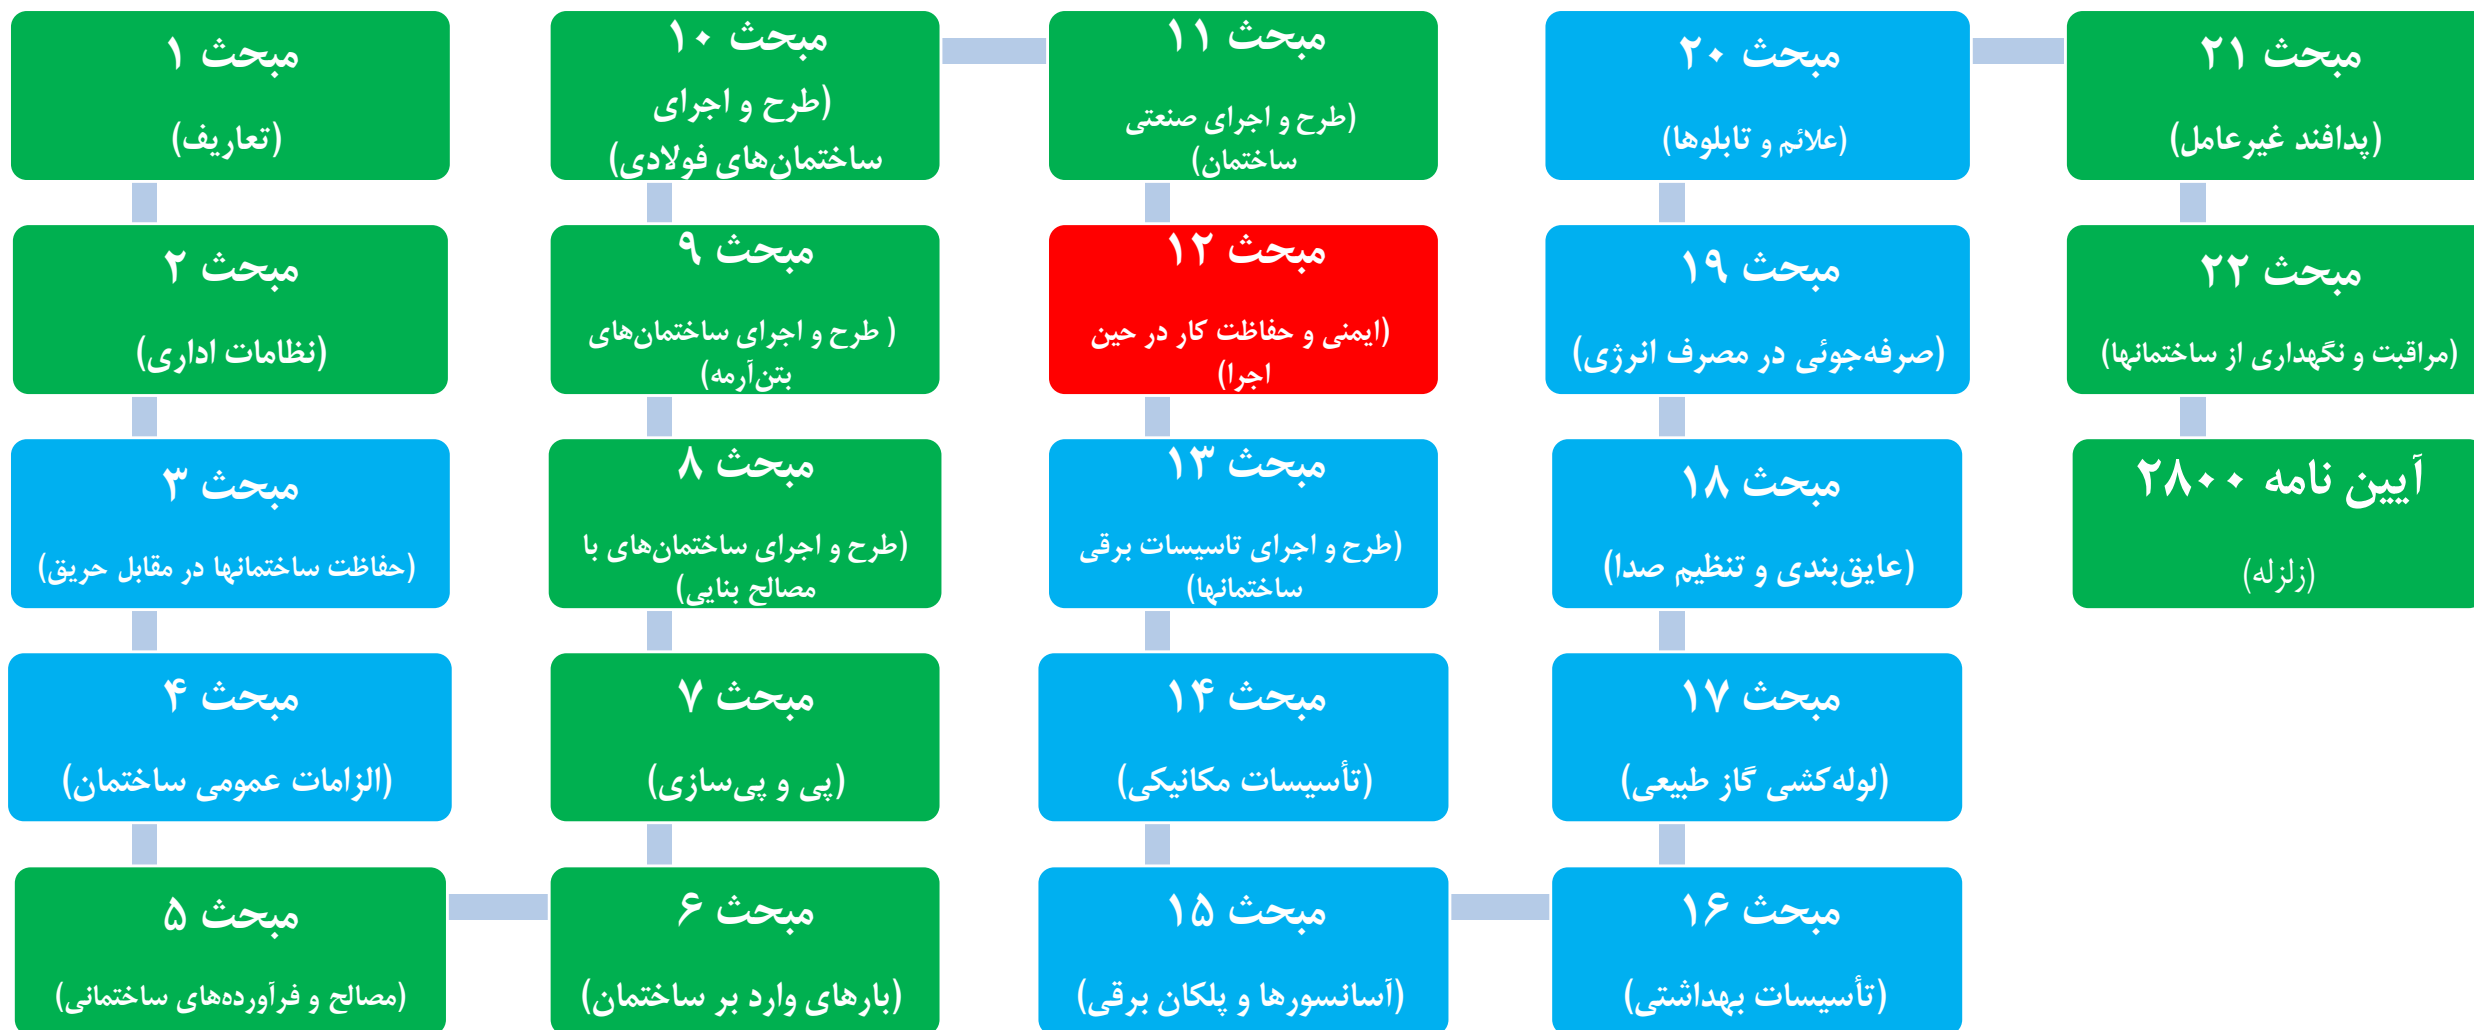 مبحث ۱
(تعاریف)
مبحث ۲
(نظامات اداری)
مبحث ۳
(حفاظت ساختمانها در مقابل حریق)
مبحث ۴
(الزامات عمومی ساختمان)
مبحث ۵
(مصالح و فرآورده‌های ساختمانی)
مبحث ۶
(بارهای وارد بر ساختمان)
مبحث ۷
(پی و پی‌سازی)
مبحث ۸
(طرح و اجرای ساختمان‌های با
مصالح بنایی)
مبحث ۹
( طرح و اجرای ساختمان‌های
بتن‌آرمه)
مبحث ۱۰
(طرح و اجرای
ساختمان‌های فولادی)
مبحث ۱۱
(طرح و اجرای صنعتی
ساختمان)
مبحث ۱۲
(ایمنی و حفاظت کار در حین
اجرا)
مبحث ۱۳
(طرح و اجرای تاسیسات برقی
ساختمانها)
مبحث ۱۴
(تأسیسات مکانیکی)
مبحث ۱۵
(آسانسورها و پلکان برقی)
مبحث ۱۶
(تأسیسات بهداشتی)
مبحث ۱۷
(لوله‌کشی گاز طبیعی)
مبحث ۱۸
(عایق‌بندی و تنظیم صدا)
مبحث ۱۹
(صرفه‌جوئی در مصرف انرژی)
مبحث ۲۰
(علائم و تابلوها)
مبحث ۲۱
(پدافند غیرعامل)
مبحث ۲۲
(مراقبت و نگهداری از ساختمانها)
آیین نامه ۲۸۰۰
(زلزله)